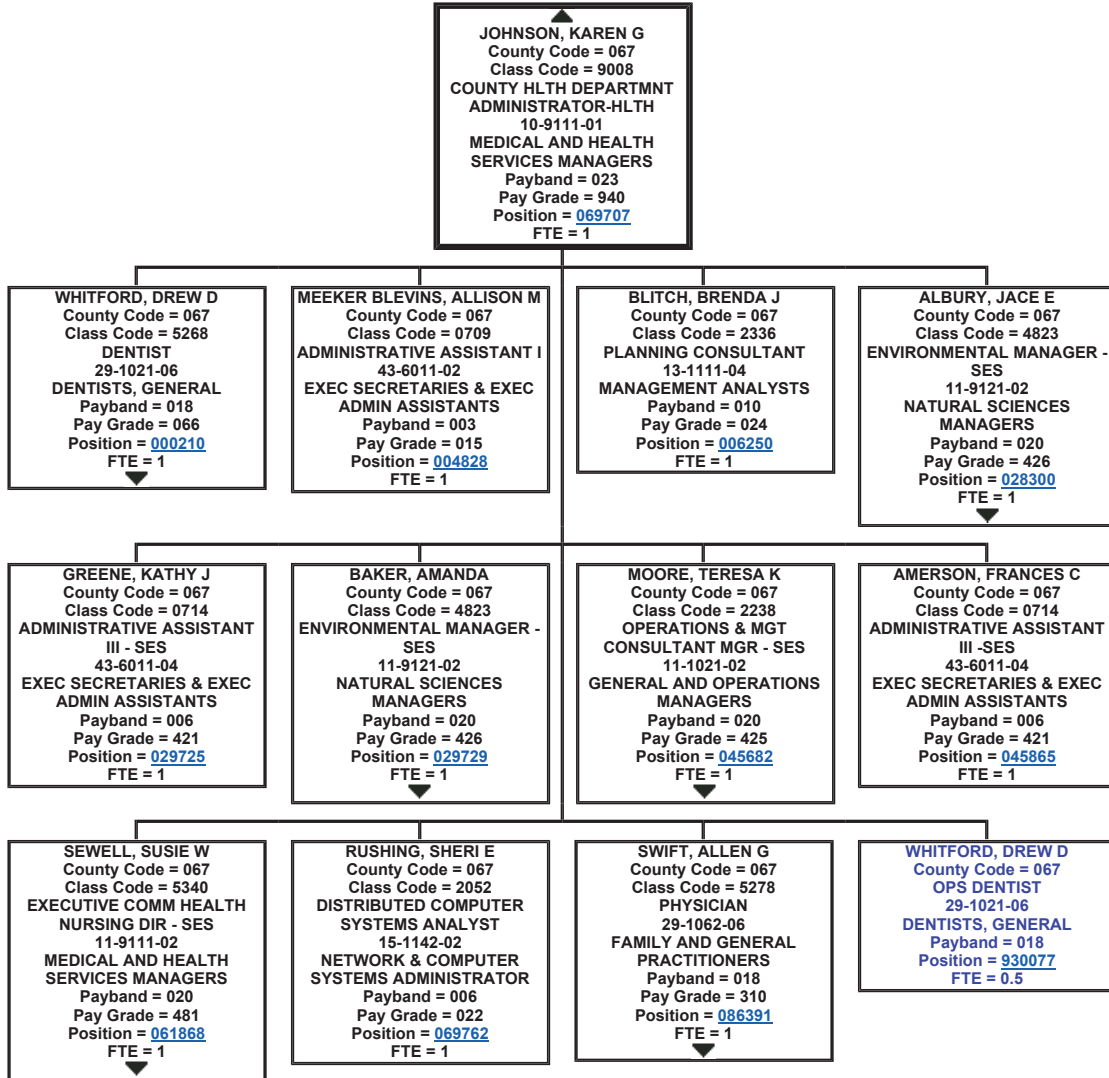 JOHNSON, KAREN G
County Code = 067
Class Code = 9008
COUNTY HLTH DEPARTMNT
ADMINISTRATOR-HLTH
10-9111-01
MEDICAL AND HEALTH
SERVICES MANAGERS
Payband = 023
Pay Grade = 940
Position = 069707
FTE = 1
WHITFORD, DREW D
County Code = 067
Class Code = 5268
DENTIST
29-1021-06
DENTISTS, GENERAL
Payband = 018
Pay Grade = 066
Position = 000210
FTE = 1
MEEKER BLEVINS, ALLISON M
County Code = 067
Class Code = 0709
ADMINISTRATIVE ASSISTANT I
43-6011-02
EXEC SECRETARIES & EXEC
ADMIN ASSISTANTS
Payband = 003
Pay Grade = 015
Position = 004828
FTE = 1
BLITCH, BRENDA J
County Code = 067
Class Code = 2336
PLANNING CONSULTANT
13-1111-04
MANAGEMENT ANALYSTS
Payband = 010
Pay Grade = 024
Position = 006250
FTE = 1
ALBURY, JACE E
County Code = 067
Class Code = 4823
ENVIRONMENTAL MANAGER -
SES
11-9121-02
NATURAL SCIENCES
MANAGERS
Payband = 020
Pay Grade = 426
Position = 028300
FTE = 1
GREENE, KATHY J
County Code = 067
Class Code = 0714
ADMINISTRATIVE ASSISTANT
III - SES
43-6011-04
EXEC SECRETARIES & EXEC
ADMIN ASSISTANTS
Payband = 006
Pay Grade = 421
Position = 029725
FTE = 1
BAKER, AMANDA
County Code = 067
Class Code = 4823
ENVIRONMENTAL MANAGER -
SES
11-9121-02
NATURAL SCIENCES
MANAGERS
Payband = 020
Pay Grade = 426
Position = 029729
FTE = 1
MOORE, TERESA K
County Code = 067
Class Code = 2238
OPERATIONS & MGT
CONSULTANT MGR - SES
11-1021-02
GENERAL AND OPERATIONS
MANAGERS
Payband = 020
Pay Grade = 425
Position = 045682
FTE = 1
AMERSON, FRANCES C
County Code = 067
Class Code = 0714
ADMINISTRATIVE ASSISTANT
III -SES
43-6011-04
EXEC SECRETARIES & EXEC
ADMIN ASSISTANTS
Payband = 006
Pay Grade = 421
Position = 045865
FTE = 1
SEWELL, SUSIE W
County Code = 067
Class Code = 5340
EXECUTIVE COMM HEALTH
NURSING DIR - SES
11-9111-02
MEDICAL AND HEALTH
SERVICES MANAGERS
Payband = 020
Pay Grade = 481
Position = 061868
FTE = 1
RUSHING, SHERI E
County Code = 067
Class Code = 2052
DISTRIBUTED COMPUTER
SYSTEMS ANALYST
15-1142-02
NETWORK & COMPUTER
SYSTEMS ADMINISTRATOR
Payband = 006
Pay Grade = 022
Position = 069762
FTE = 1
SWIFT, ALLEN G
County Code = 067
Class Code = 5278
PHYSICIAN
29-1062-06
FAMILY AND GENERAL
PRACTITIONERS
Payband = 018
Pay Grade = 310
Position = 086391
FTE = 1
WHITFORD, DREW D
County Code = 067
OPS DENTIST
29-1021-06
DENTISTS, GENERAL
Payband = 018
Position = 930077
FTE = 0.5